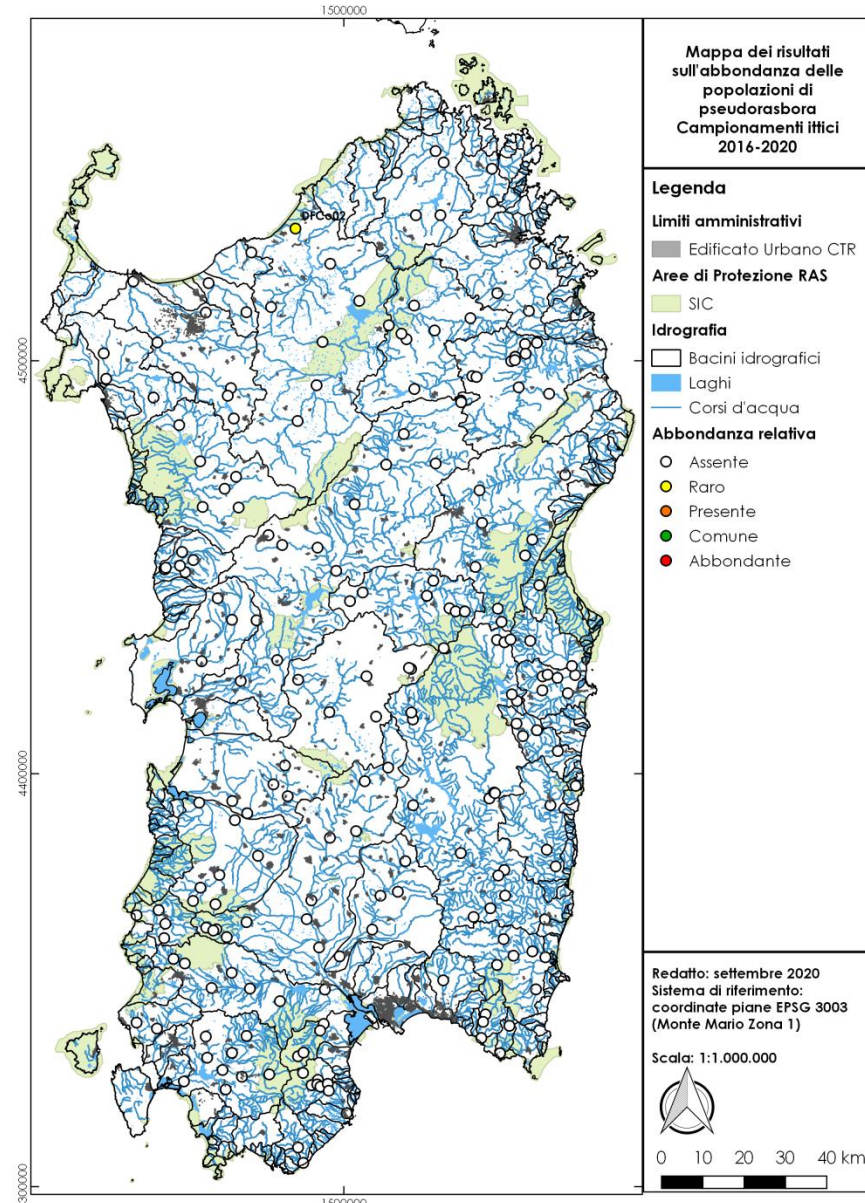 1500000
Mappa dei risultati
sull'abbondanza delle
popolazioni di
pseudorasbora
Campionamenti ittici
2016-2020
Legenda
Limiti amministrativi
Edificato Urbano CTR
Aree di Protezione RAS
SIC
Idrografia
Bacini idrografici
Laghi
Corsi d'acqua
Abbondanza relativa
Assente
Raro
Presente
Comune
Abbondante
4500000
4400000
300000
Redatto: settembre 2020
Sistema di riferimento:
coordinate piane EPSG 3003
(Monte Mario Zona 1)
Scala: 1:1.000.000
0 10 20 30 40 km